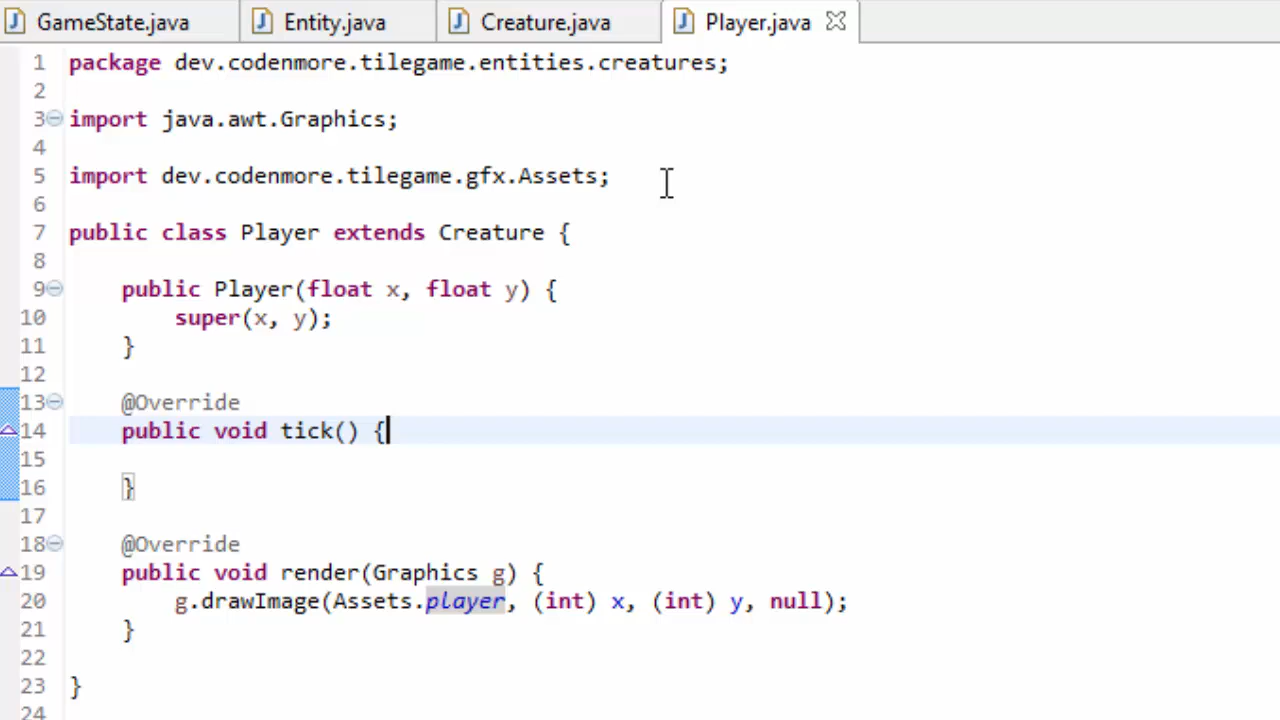 GameState.java Entity.java Creature.java Player.java
1 package dev.codenmore.tilegame.entities.creatures;
2
3 import java.awt.Graphics;
4
5 import dev.codenmore.tilegame.gfx.Assets;
6
7 public class Player extends Creature {
8
9 public Player(float x, float y) {
10 super(x, y);
11 }
12
13 @Override
14 public void tick() {
15
16 }
17
18 @Override
19 public void render(Graphics g) {
20 g.drawImage(Assets.player, (int) x, (int) y, null);
21 }
22
23 }
24